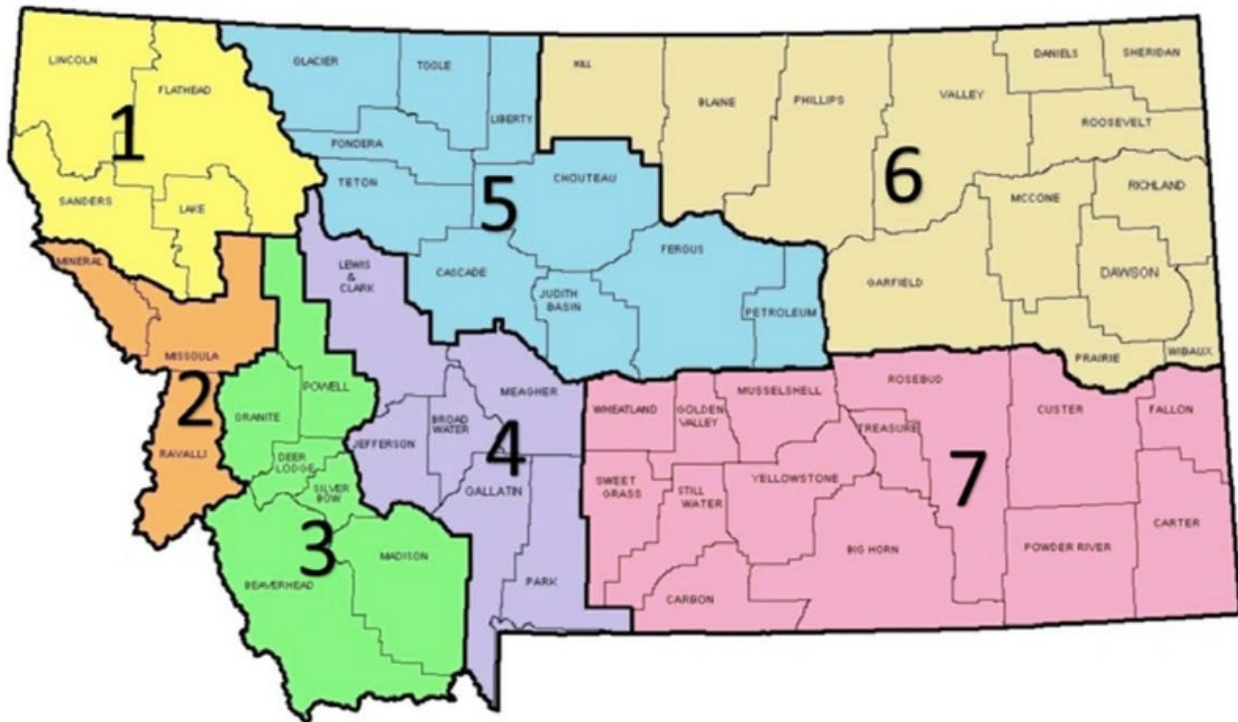 LINCOLN
FLATHEAD
1
SANDERS
LAKE
MINERAL
MISSOULA
2
RAVALLI
POWELL
GRANITE
DEER
LODGE
SILVER
BOW
3
BEAVERHEAD
MADISON
LEWIS
&
CLARK
MEAGHER
BROAD
WATER
JEFFERSON
4
GALLATIN
PARK
GLACIER
TOOLE
LIBERTY
PONDERA
TETON
5
CHOUTEAU
CASCADE
JUDITH
BASIN
FERGUS
PETROLEUM
HILL
BLAINE
PHILLIPS
VALLEY
DANIELS
SHERIDAN
ROOSEVELT
6
MCCONE
RICHLAND
GARFIELD
DAWSON
PRAIRIE
WIBAUX
WHEATLAND
GOLDEN
VALLEY
MUSSELSHELL
ROSEBUD
TREASURE
CUSTER
FALLON
SWEET
GRASS
STILL
WATER
YELLOWSTONE
7
CARTER
BIG HORN
POWDER RIVER
CARBON